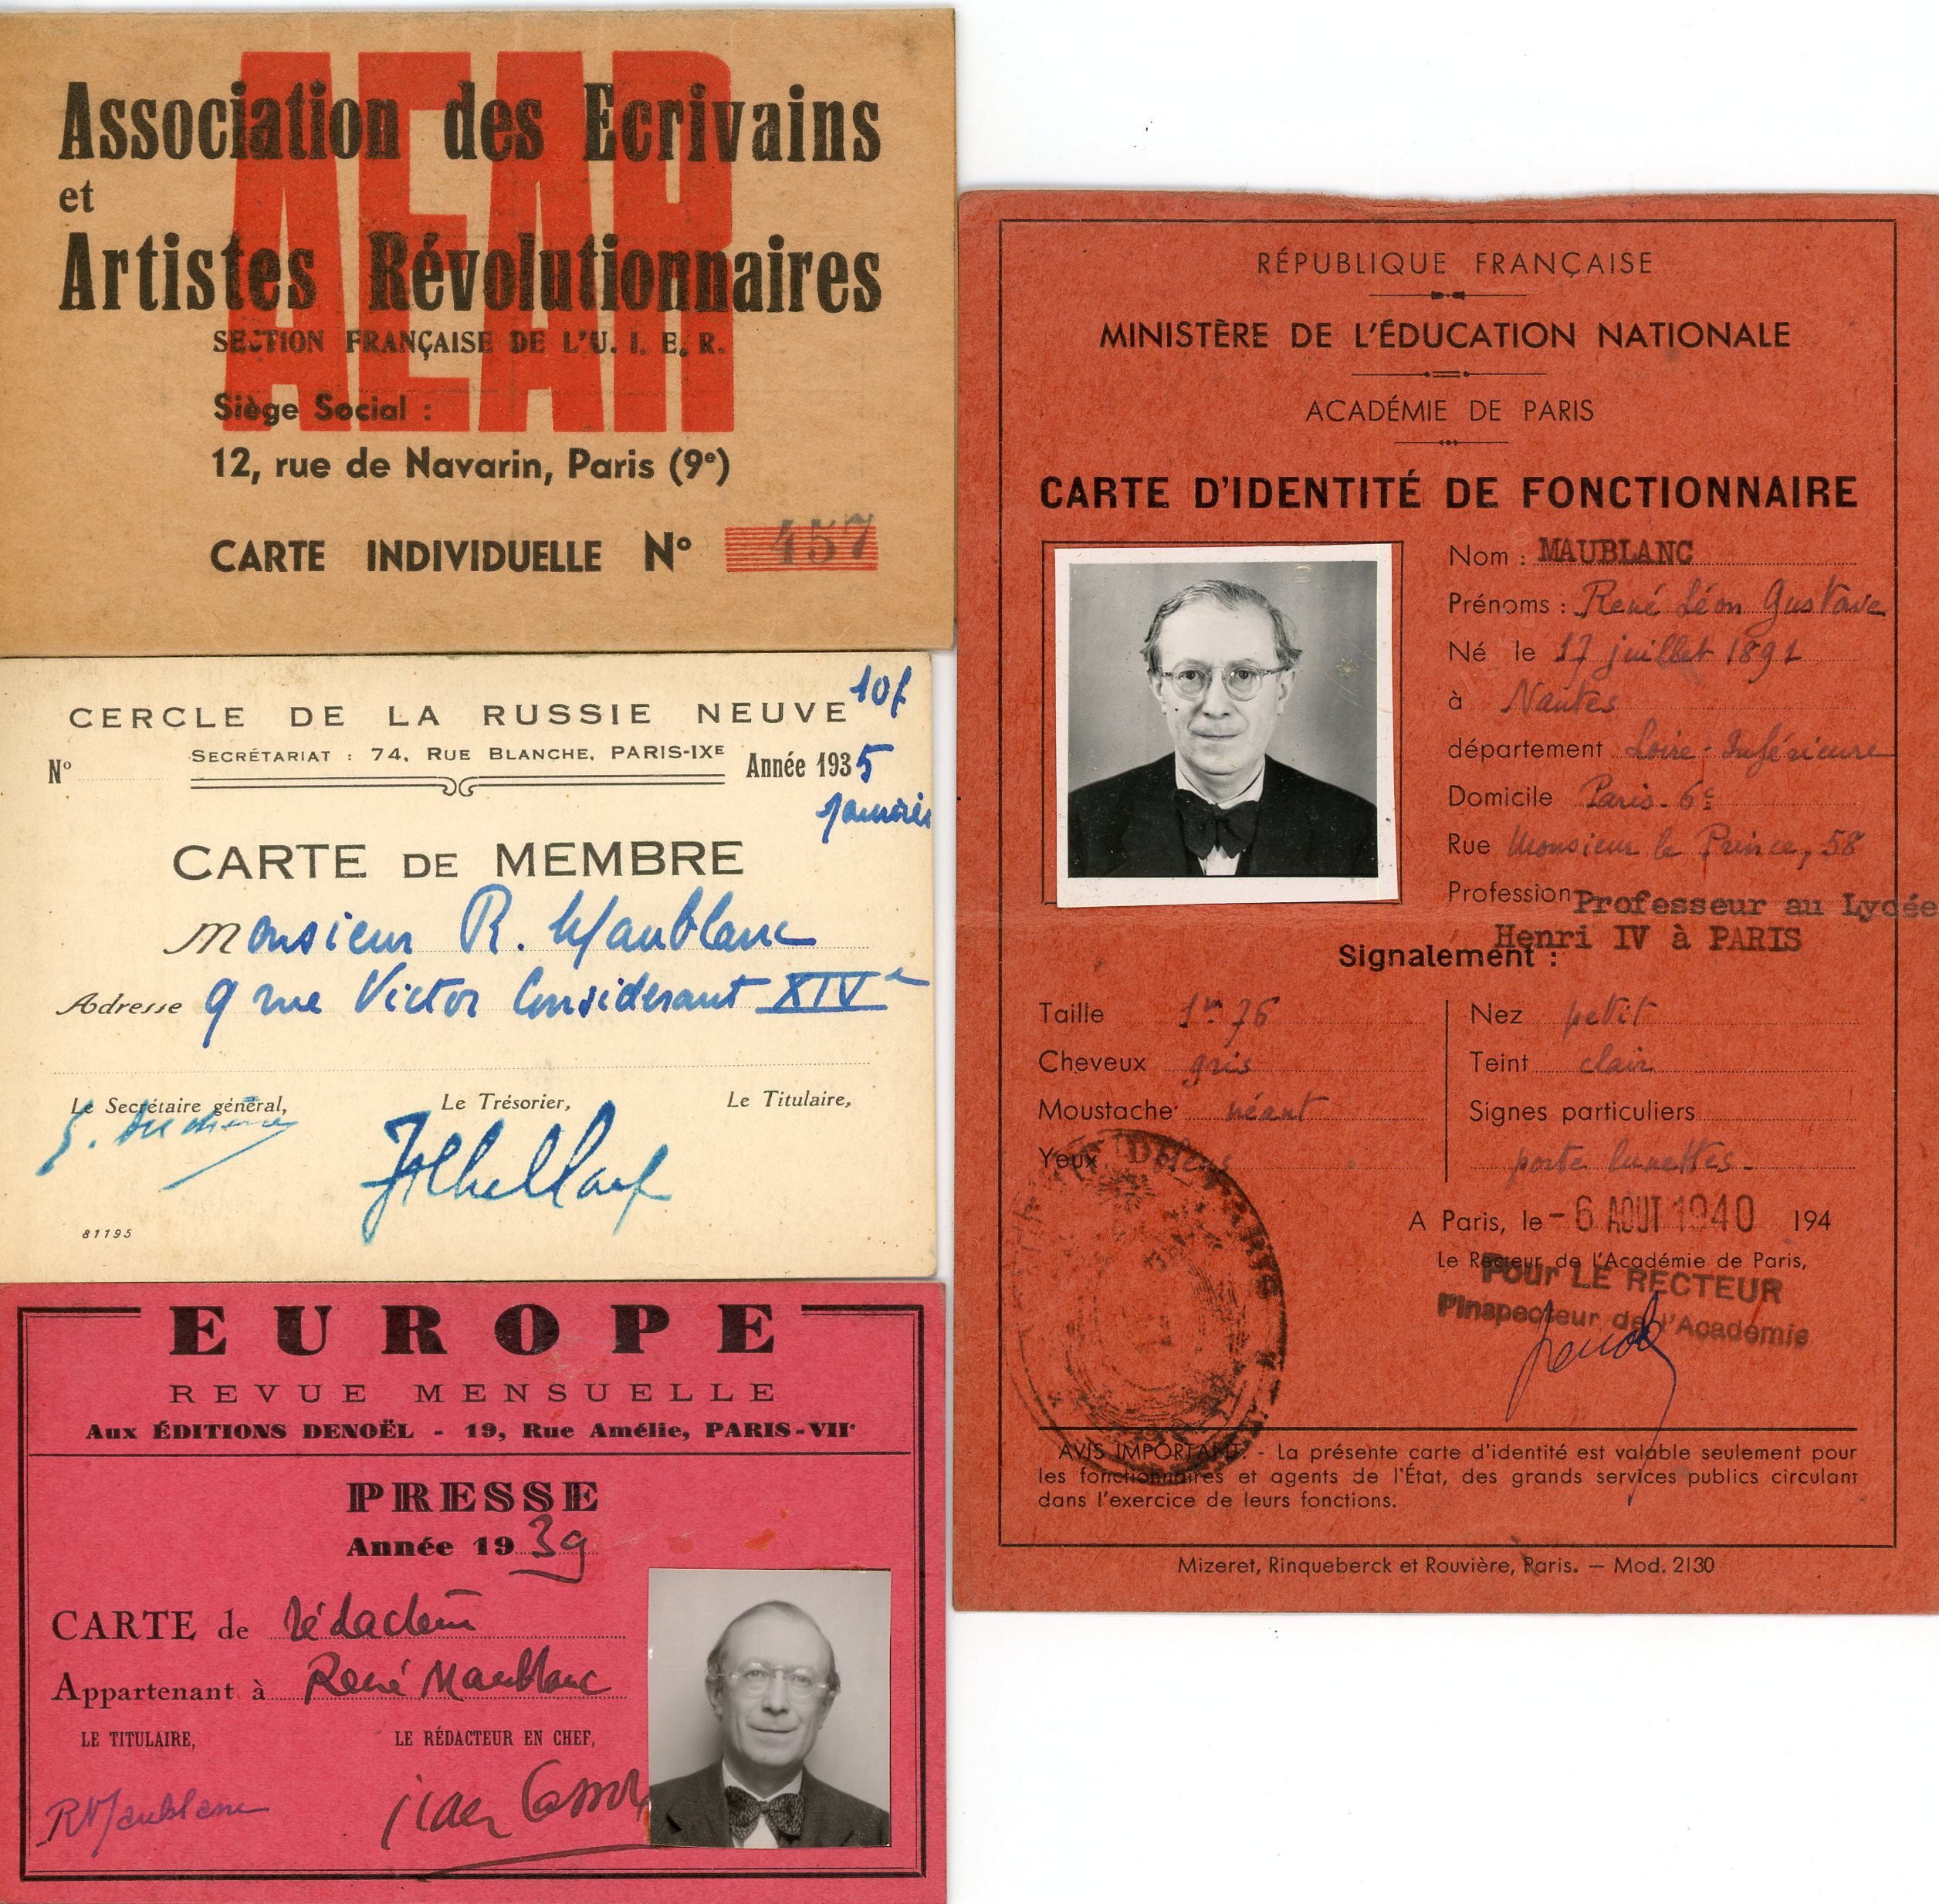 AEAR
Association des Ecrivains
et
Artistes Révolutionnaires
SECTION FRANÇAISE DE L'U. I. E. R.
Siège Social :
12, rue de Navarin, Paris (9e)
CARTE INDIVIDUELLE No 457
10f
CERCLE DE LA RUSSIE NEUVE
SECRÉTARIAT : 74, RUE BLANCHE, PARIS-IXE
No Année 1935
Janvier
CARTE DE MEMBRE
Monsieur R. Maublanc
Adresse 9 rue Victor Considerant XIVe
Le Secrétaire général, Le Trésorier, Le Titulaire,
81195
EUROPE
REVUE MENSUELLE
Aux ÉDITIONS DENOËL - 19, Rue Amélie, PARIS-VIIe
PRESSE
Année 1939
CARTE de rédacteur
Appartenant à René Maublanc
LE TITULAIRE, LE RÉDACTEUR EN CHEF,
RMaublanc Jean Cassou
RÉPUBLIQUE FRANÇAISE
MINISTÈRE DE L'ÉDUCATION NATIONALE
ACADÉMIE DE PARIS
CARTE D'IDENTITÉ DE FONCTIONNAIRE
Nom : MAUBLANC
Prénoms : René Léon Gustave
Né le 17 juillet 1891
à Nantes
département Loire-Inférieure
Domicile Paris-6e
Rue Monsieur le Prince, 58
Profession Professeur au Lycée
Henri IV à PARIS
Signalement :
Taille 1m76
Cheveux gris
Moustache néant
Yeux bleus
Nez petit
Teint clair
Signes particuliers
porte lunettes-
A Paris, le - 6 AOUT 1940 194
Le Recteur de l'Académie de Paris,
Pour LE RECTEUR
l'Inspecteur de l'Académie
AVIS IMPORTANT. - La présente carte d'identité est valable seulement pour
les fonctionnaires et agents de l'État, des grands services publics circulant
dans l'exercice de leurs fonctions.
Mizeret, Rinqueberck et Rouvière, Paris. — Mod. 2130